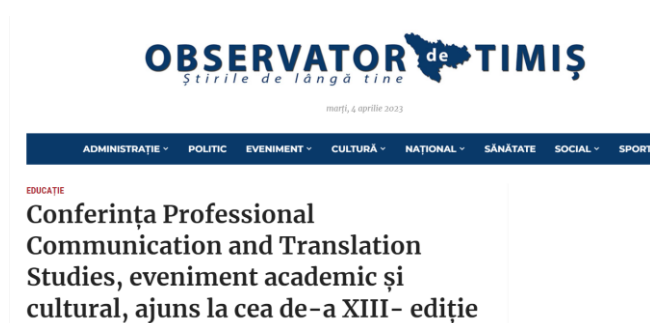 OBSERVATOR de TIMIȘ
Știrile de lângă tine
marți, 4 aprilie 2023
ADMINISTRAȚIE POLITIC EVENIMENT CULTURĂ NAȚIONAL SĂNĂTATE SOCIAL SPORT
EDUCAȚIE
Conferința Professional
Communication and Translation
Studies, eveniment academic și
cultural, ajuns la cea de-a XIII- ediție